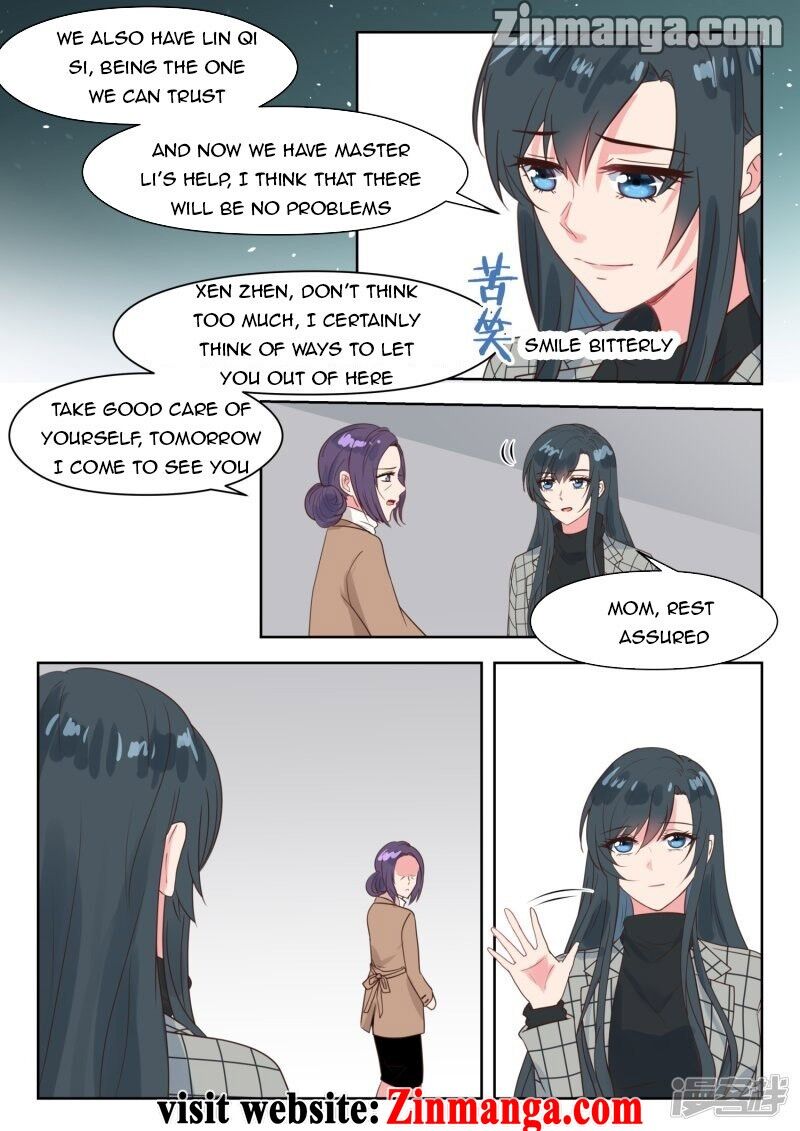 Zinmanga.com
WE ALSO HAVE LIN QI
SI, BEING THE ONE
WE CAN TRUST
AND NOW WE HAVE MASTER
LI'S HELP, I THINK THAT THERE
WILL BE NO PROBLEMS
苦笑
SMILE BITTERLY
XEN ZHEN, DON'T THINK
TOO MUCH, I CERTAINLY
THINK OF WAYS TO LET
YOU OUT OF HERE
TAKE GOOD CARE OF
YOURSELF, TOMORROW
I COME TO SEE YOU
MOM, REST
ASSURED
漫客栈
visit website: Zinmanga.com